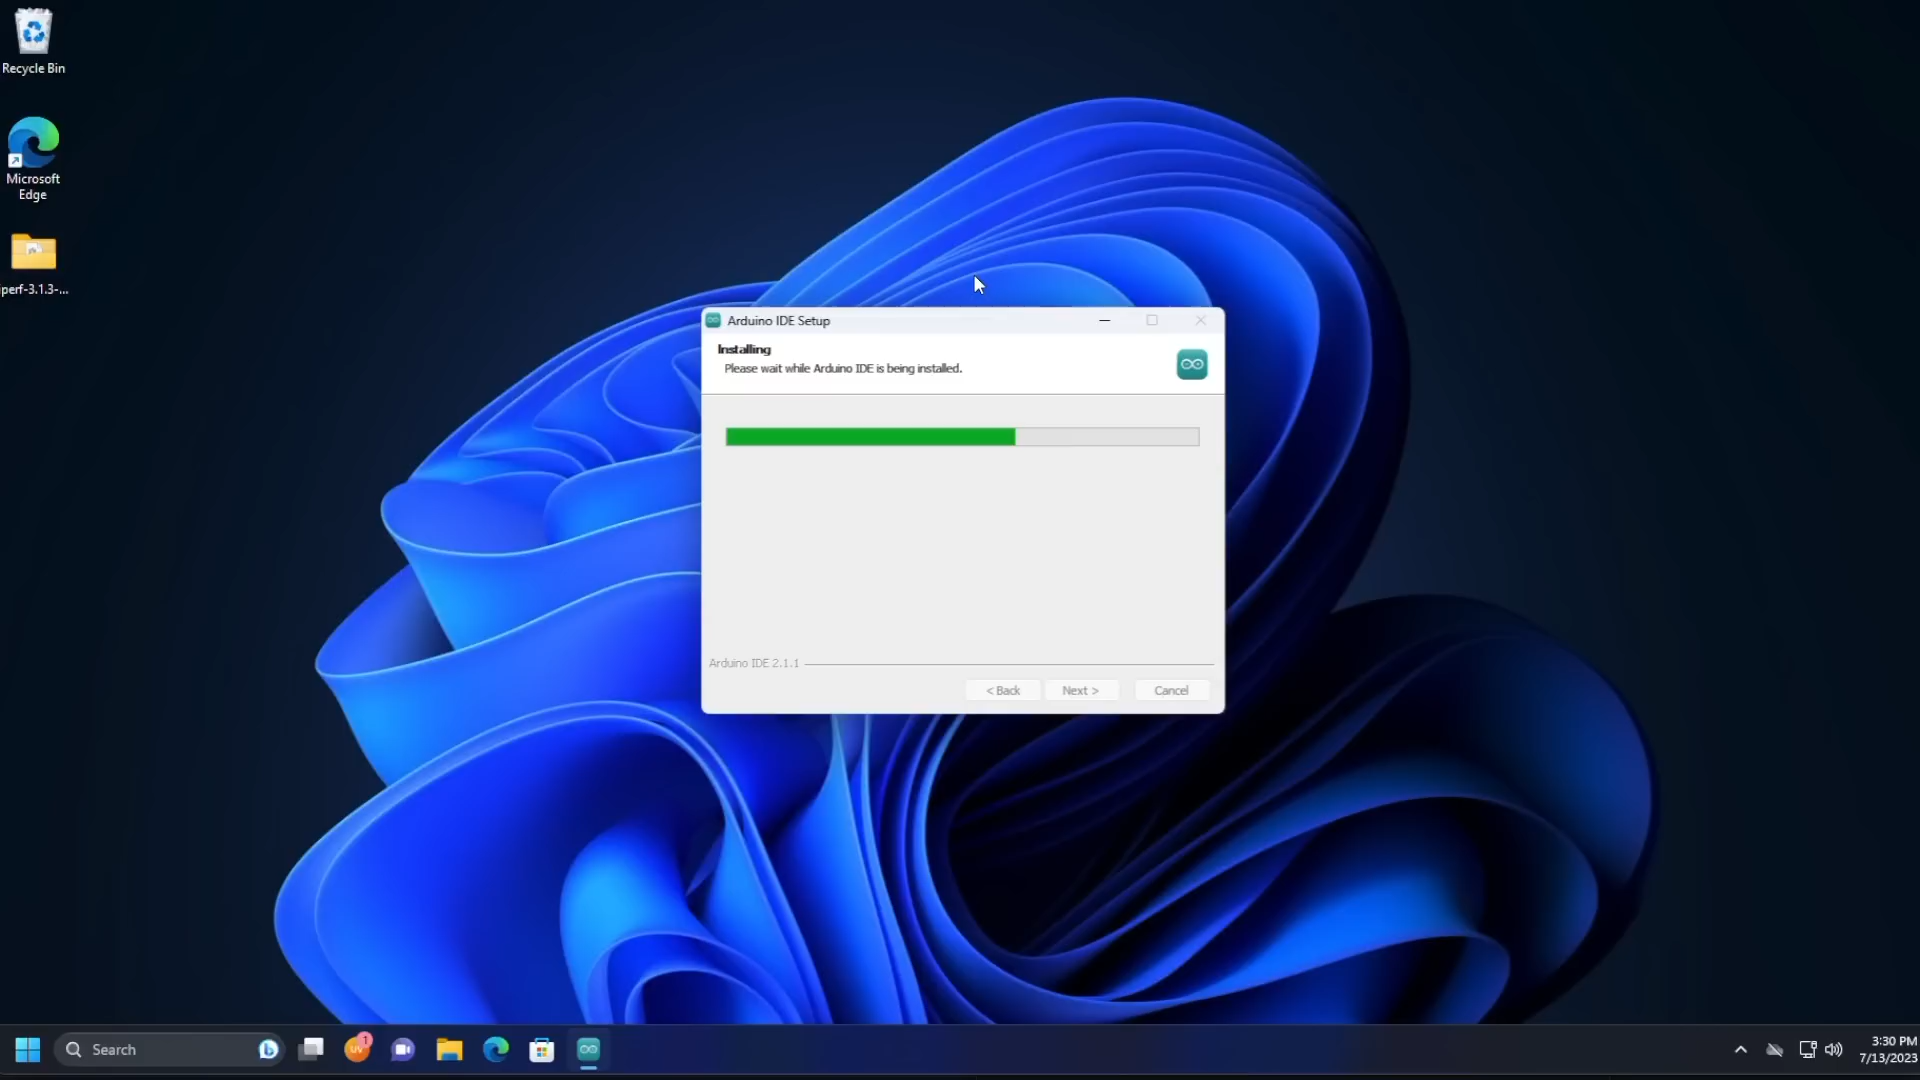 Recycle Bin
Microsoft
Edge
perf-3.1.3-...
Arduino IDE Setup
Installing
Please wait while Arduino IDE is being installed.
Arduino IDE 2.1.1
< Back
Next >
Cancel
Search
1
3:30 PM
7/13/2023